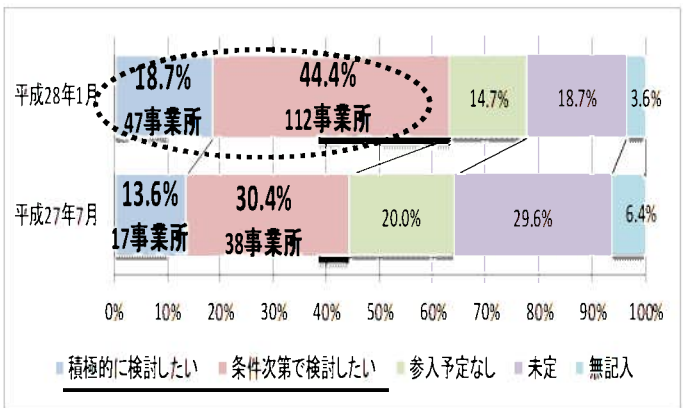 平成28年1月
18.7%
47事業所
44.4%
112事業所
14.7%
18.7%
3.6%
平成27年7月
13.6%
17事業所
30.4%
38事業所
20.0%
29.6%
6.4%
0% 10% 20% 30% 40% 50% 60% 70% 80% 90% 100%
積極的に検討したい 条件次第で検討したい 参入予定なし 未定 無記入